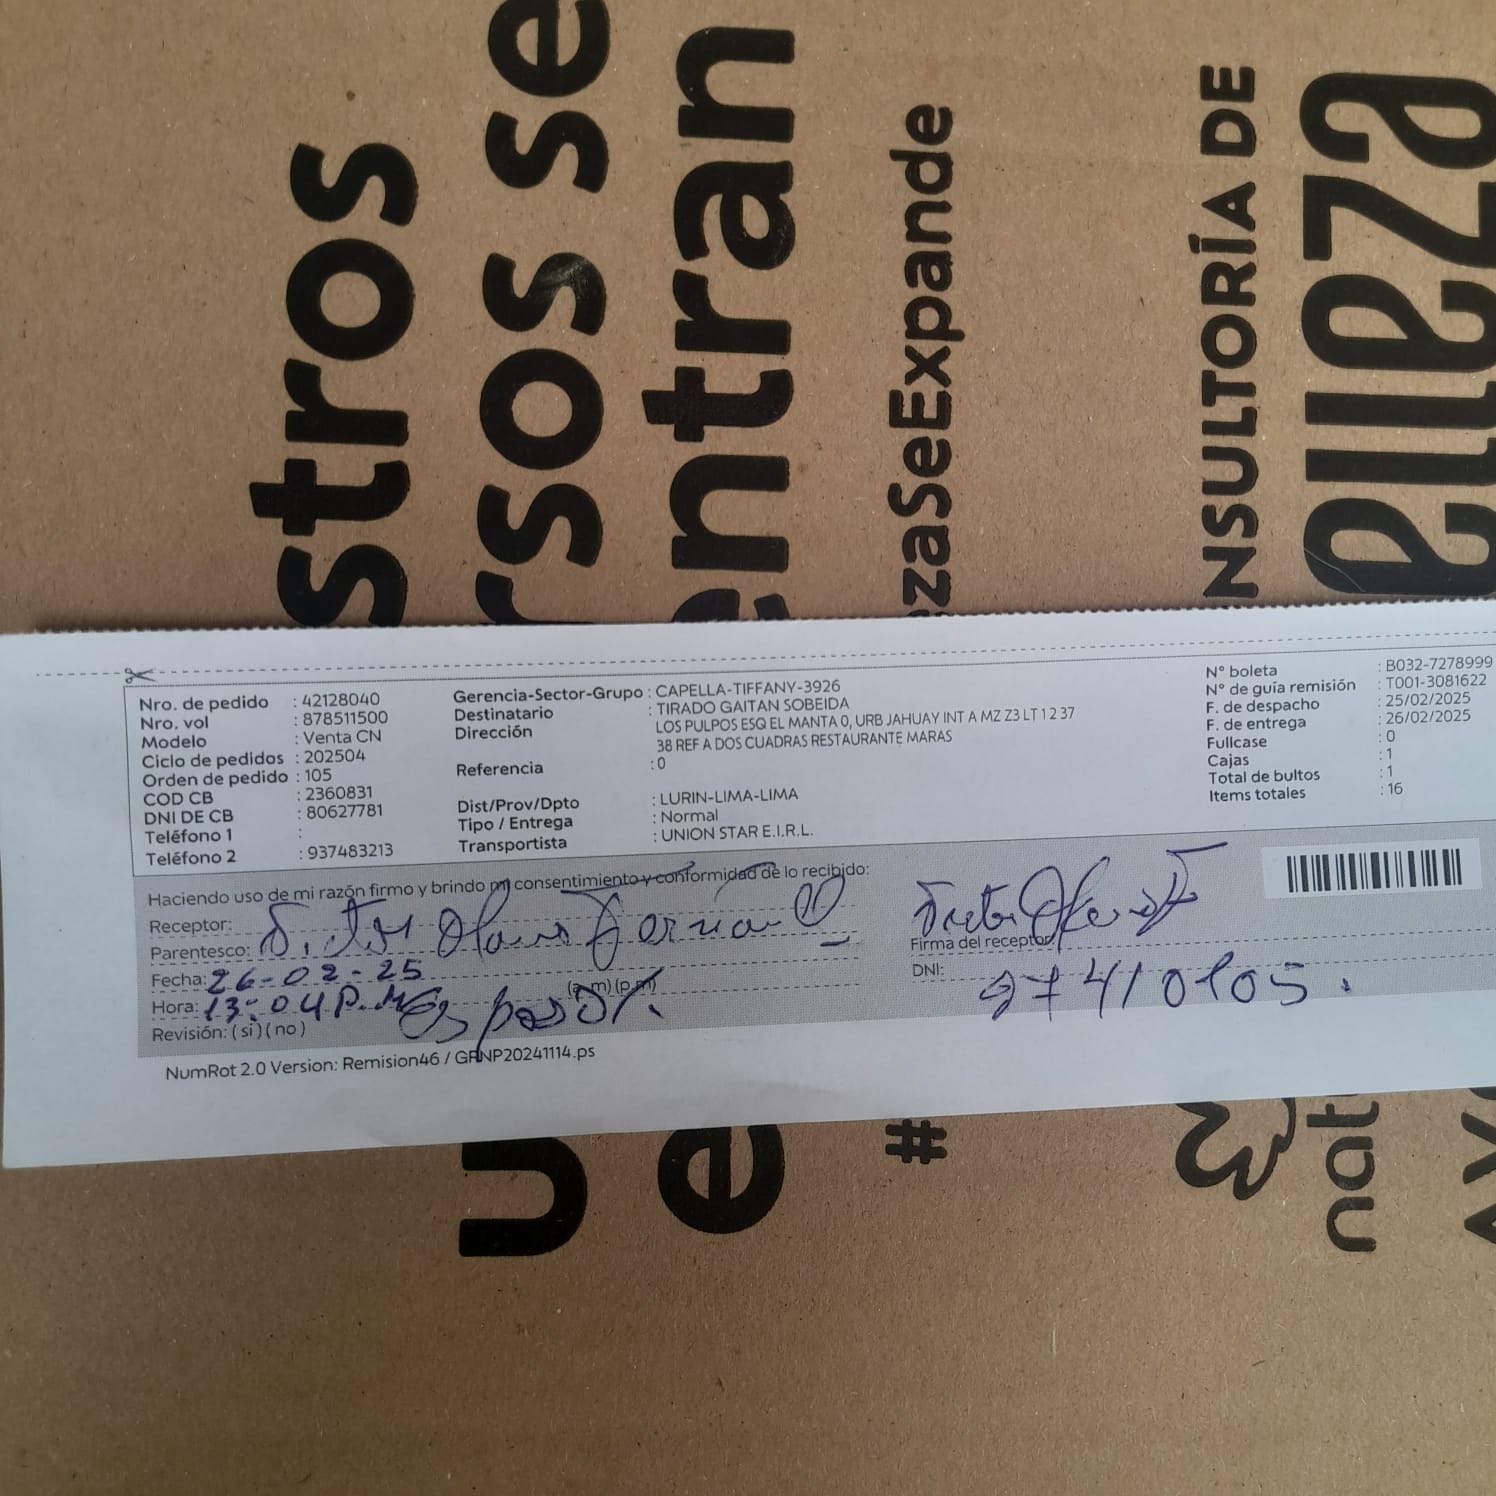 stros
rsos se
entran
ezaSeExpande
NSULTORÍA DE
eza
Nro. de pedido : 42128040
Nro. vol : 878511500
Modelo : Venta CN
Ciclo de pedidos : 202504
Orden de pedido : 105
COD CB : 2360831
DNI DE CB : 80627781
Teléfono 1 :
Teléfono 2 : 937483213
Gerencia-Sector-Grupo : CAPELLA-TIFFANY-3926
Destinatario : TIRADO GAITAN SOBEIDA
Dirección LOS PULPOS ESQ EL MANTA 0, URB JAHUAY INT A MZ Z3 LT 12 37
38 REF A DOS CUADRAS RESTAURANTE MARAS
Referencia : 0
Dist/Prov/Dpto : LURIN-LIMA-LIMA
Tipo / Entrega : Normal
Transportista : UNION STAR E.I.R.L.
N° boleta : B032-7278999
N° de guía remisión : T001-3081622
F. de despacho : 25/02/2025
F. de entrega : 26/02/2025
Fullcase : 0
Cajas : 1
Total de bultos : 1
Items totales : 16
Haciendo uso de mi razón firmo y brindo mi consentimiento y conformidad de lo recibido:
Receptor: Victor
Parentesco:
Fecha: 26-02-25
Hora: 13:04 P.M (a.m) (p.m)
Esposo
Revisión: ( si ) ( no )
Firma del receptor
DNI:
NumRot 2.0 Version: Remision46 / GRNP20241114.ps
u
e
#
nat